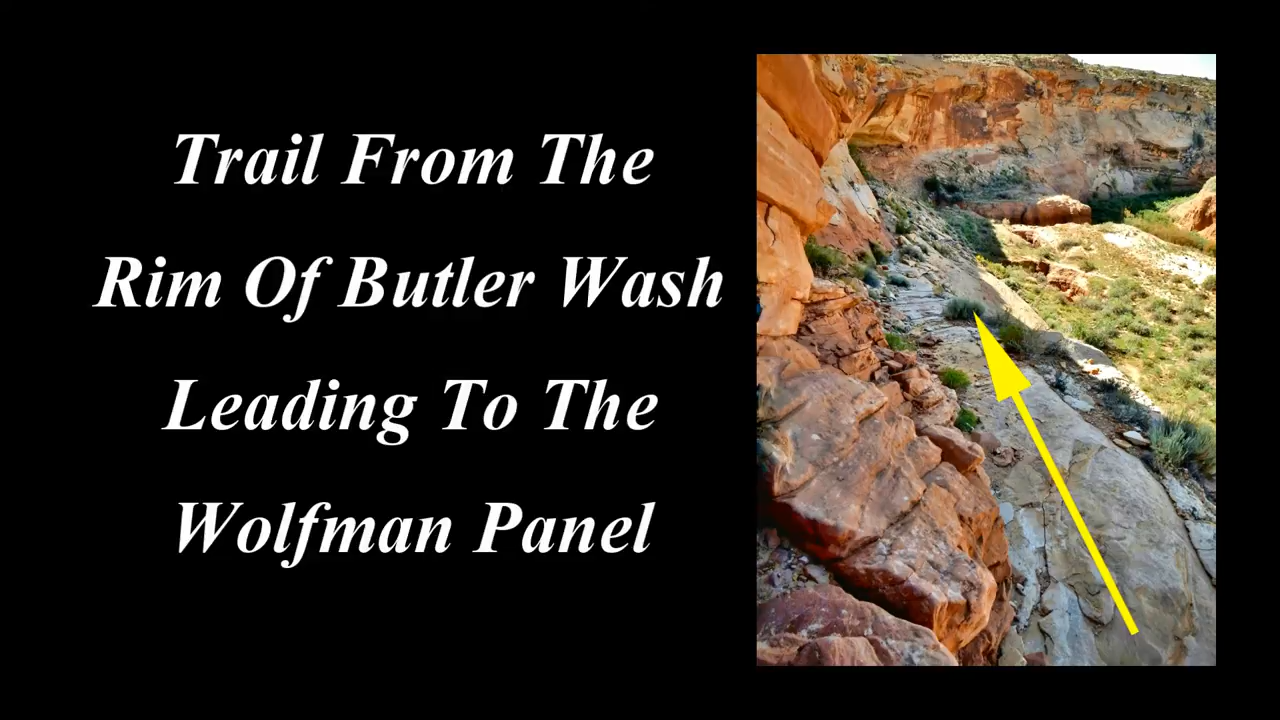 Trail From The
Rim Of Butler Wash
Leading To The
Wolfman Panel